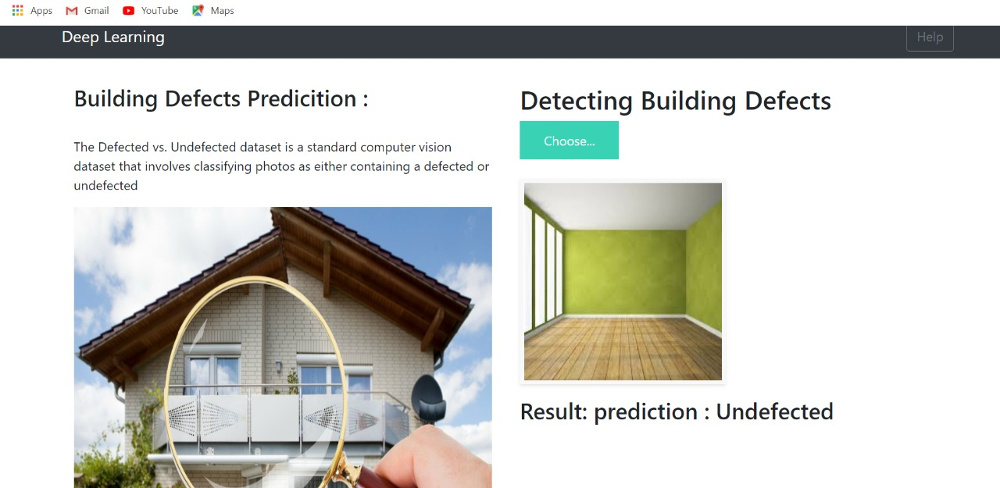 Apps Gmail YouTube Maps
Deep Learning
Help
Building Defects Predicition :
The Defected vs. Undefected dataset is a standard computer vision
dataset that involves classifying photos as either containing a defected or
undefected
Detecting Building Defects
Choose...
Result: prediction : Undefected